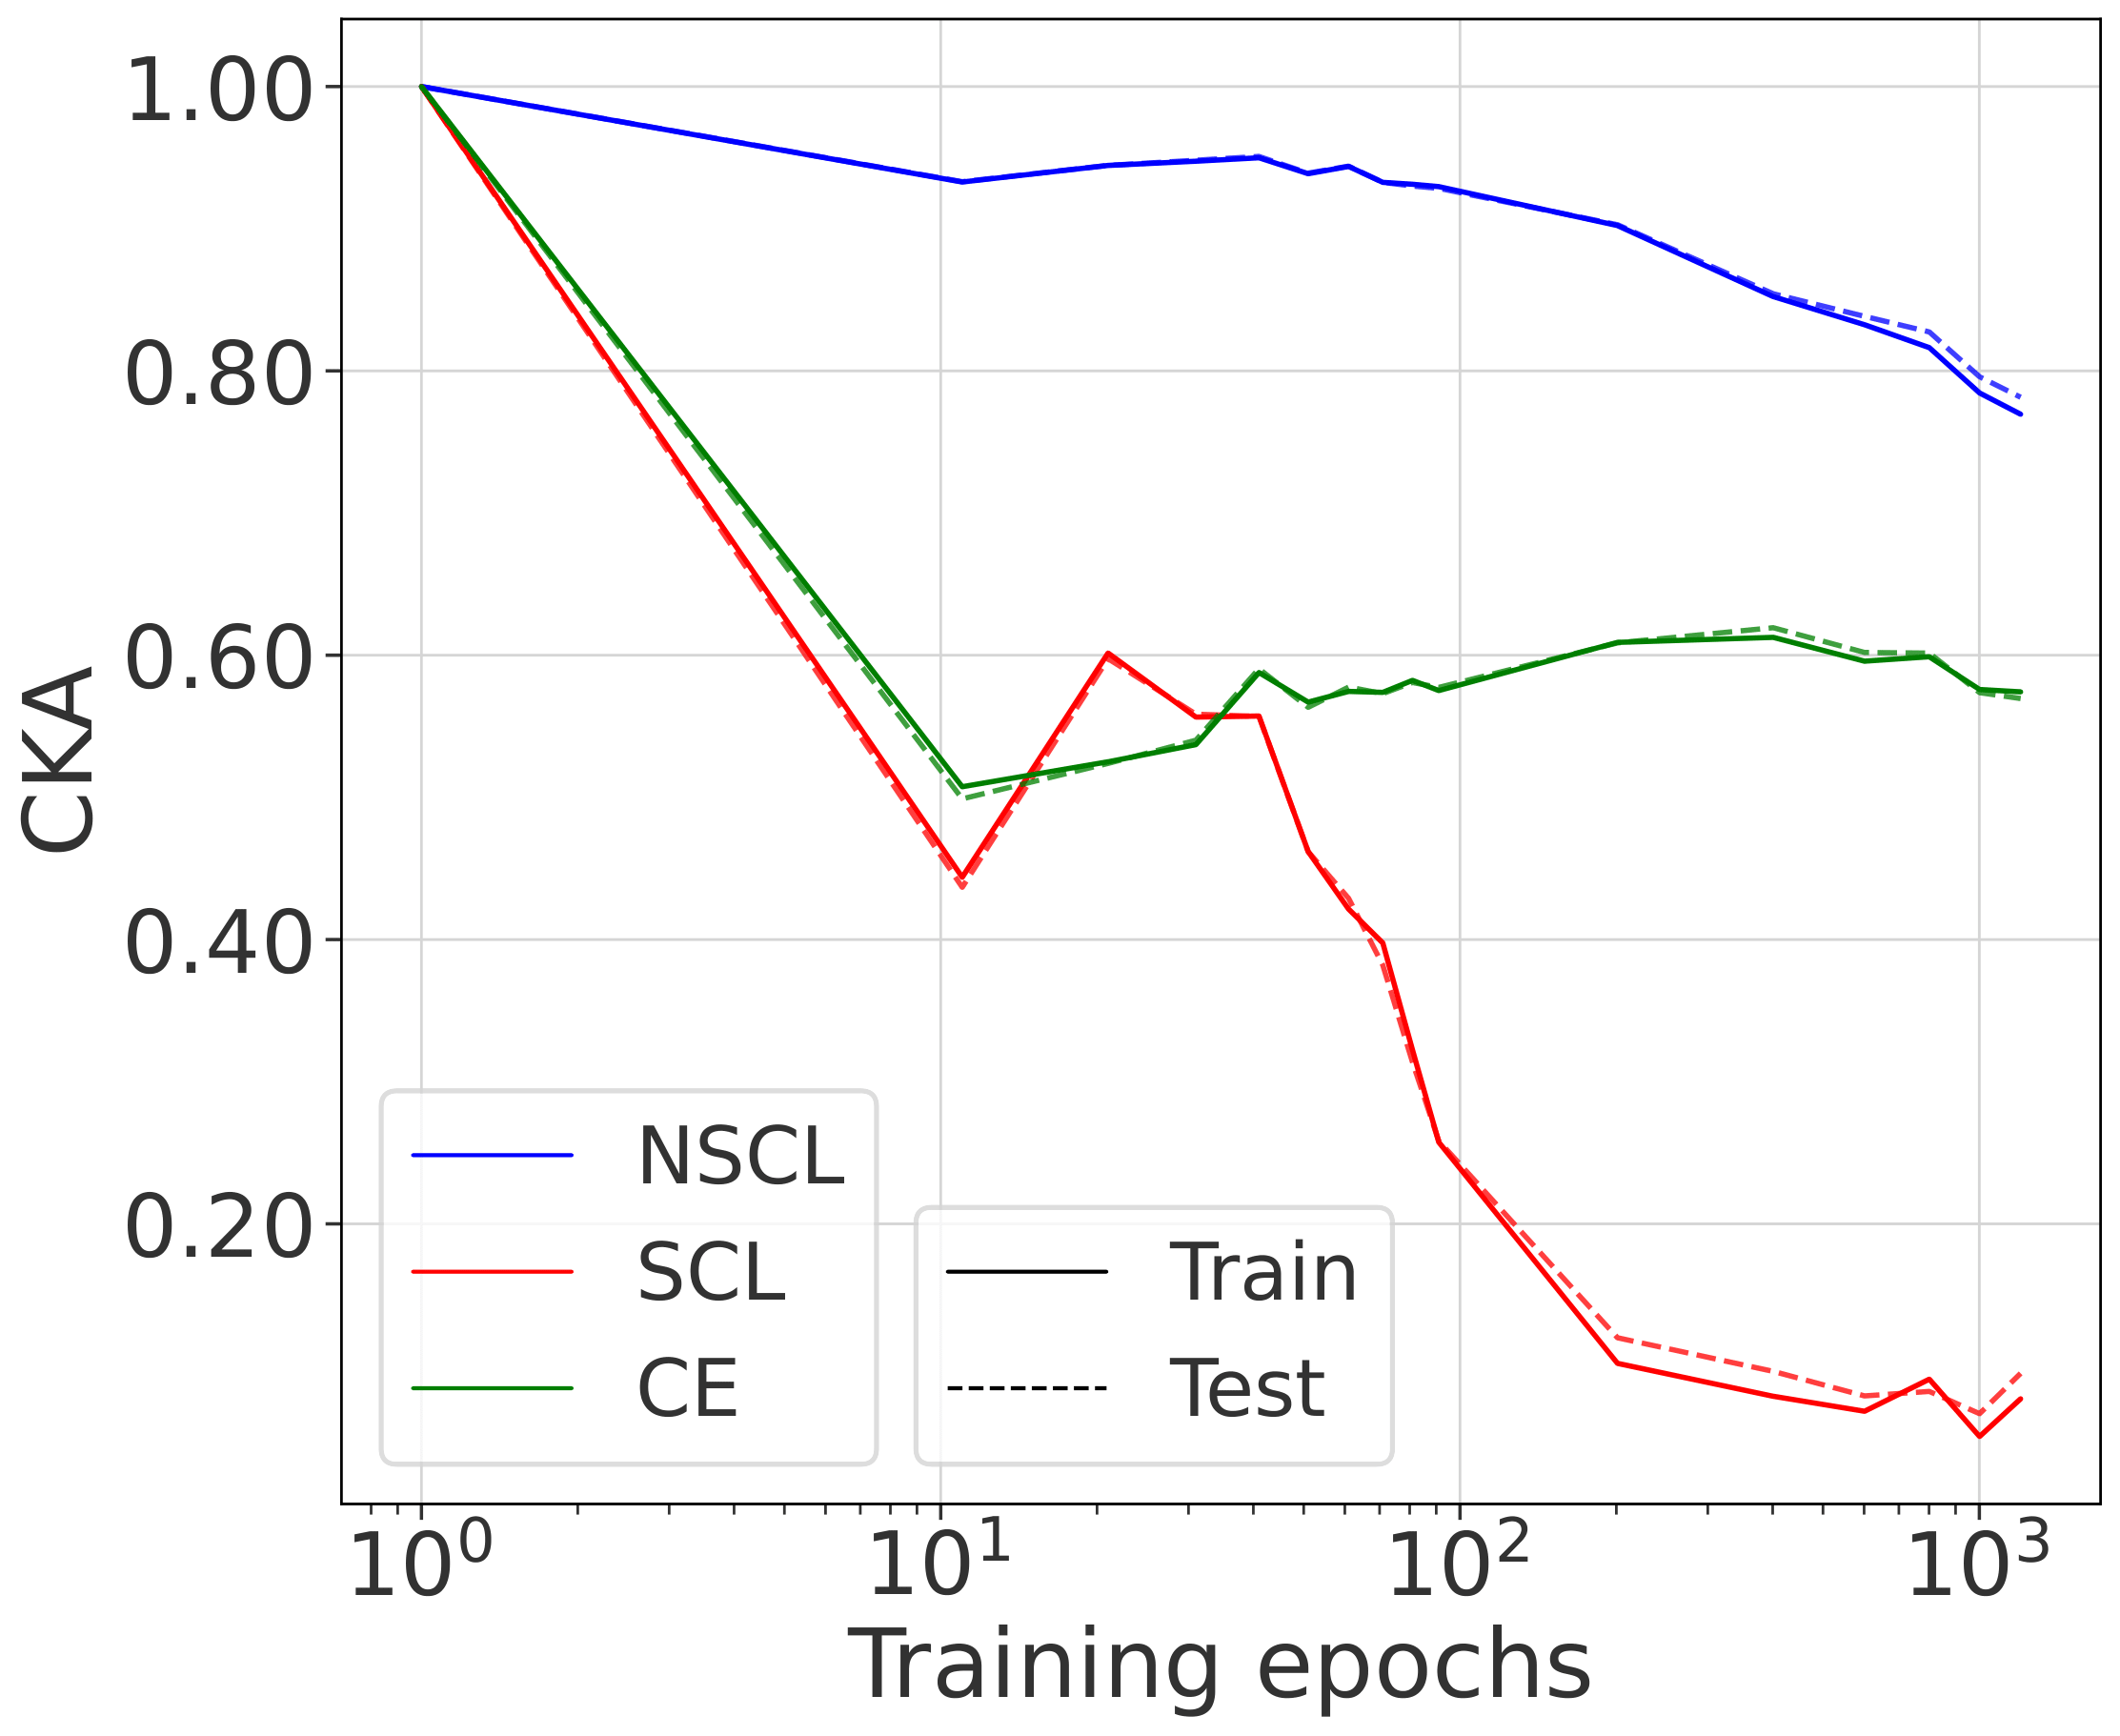 1.00
0.80
0.60
0.40
0.20
CKA
NSCL
SCL
CE
Train
Test
10⁰ 10¹ 10² 10³
Training epochs